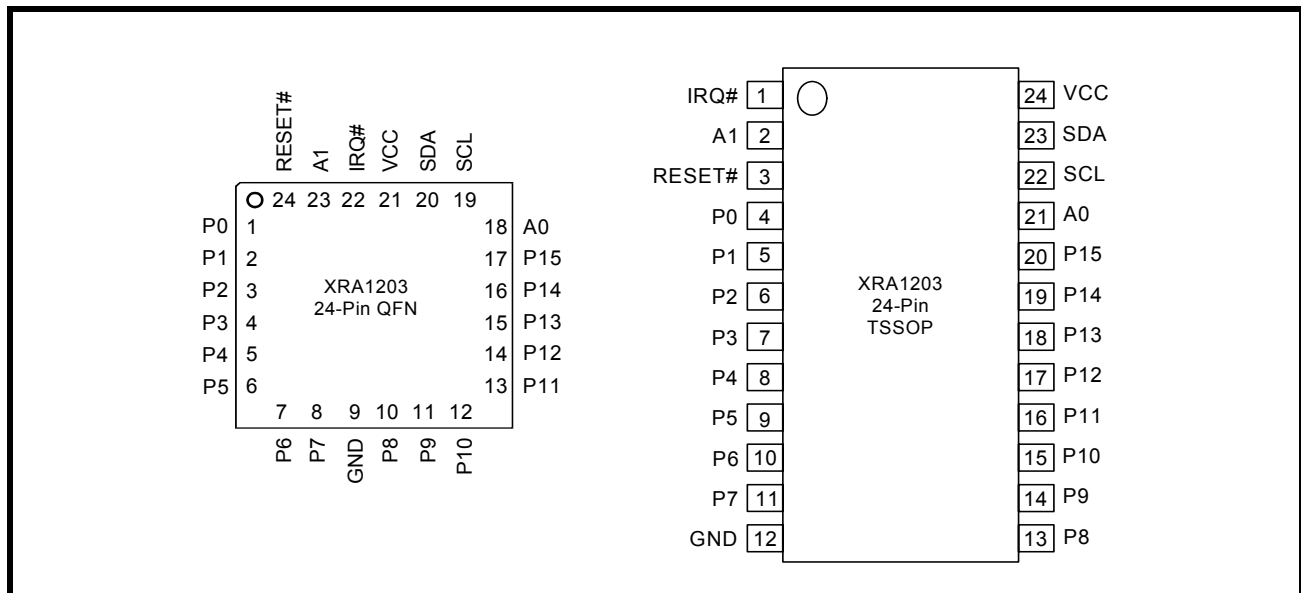 RESET#
A1
IRQ#
VCC
SDA
SCL
24 23 22 21 20 19
P0 1 18 A0
P1 2 17 P15
P2 3 16 P14
P3 4 15 P13
P4 5 14 P12
P5 6 13 P11
XRA1203
24-Pin QFN
7 8 9 10 11 12
P6
P7
GND
P8
P9
P10
IRQ# 1 24 VCC
A1 2 23 SDA
RESET# 3 22 SCL
P0 4 21 A0
P1 5 20 P15
P2 6 19 P14
P3 7 18 P13
P4 8 17 P12
P5 9 16 P11
P6 10 15 P10
P7 11 14 P9
GND 12 13 P8
XRA1203
24-Pin
TSSOP